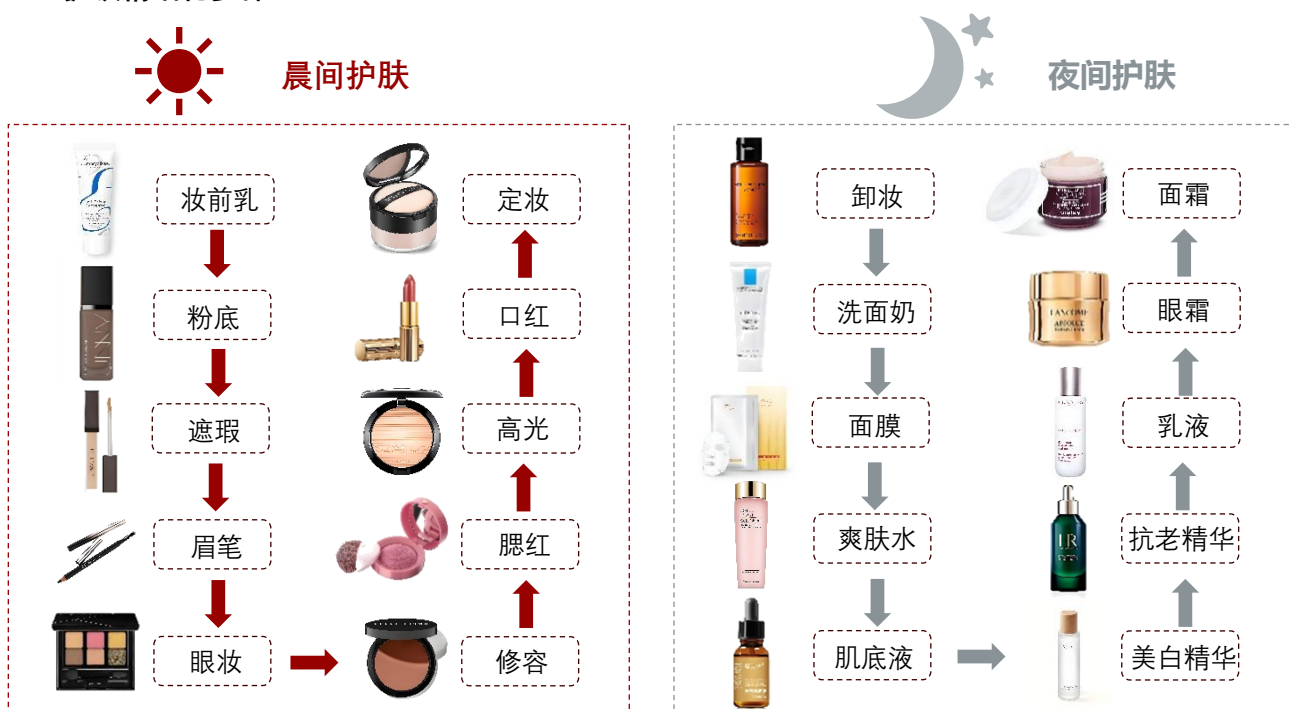 晨间护肤
妆前乳
粉底
遮瑕
眉笔
眼妆
修容
腮红
高光
口红
定妆
夜间护肤
卸妆
洗面奶
面膜
爽肤水
肌底液
美白精华
抗老精华
乳液
眼霜
LANCOME
ABSOLUE
面霜